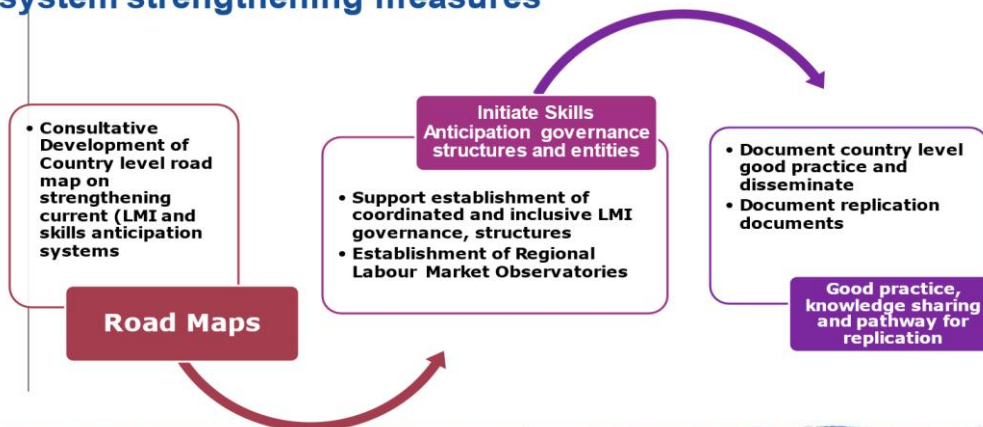 system strengthening measures
• Consultative
Development of
Country level road
map on
strengthening
current (LMI and
skills anticipation
systems
Road Maps
Initiate Skills
Anticipation governance
structures and entities
• Support establishment of
coordinated and inclusive LMI
governance, structures
• Establishment of Regional
Labour Market Observatories
• Document country level
good practice and
disseminate
• Document replication
documents
Good practice,
knowledge sharing
and pathway for
replication